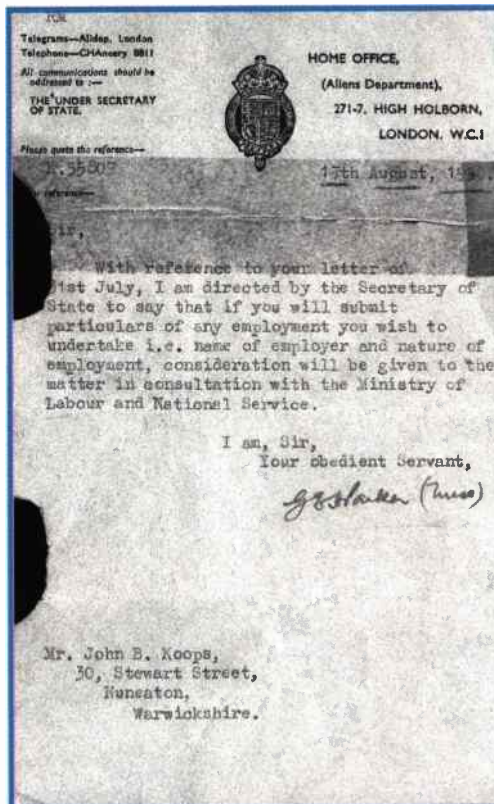 Telegrams—Alidep, London
Telephone—CHAncery 8811
All communications should be
addressed to :—
THE UNDER SECRETARY
OF STATE.
Please quote the reference—
HOME OFFICE,
(Aliens Department),
271-7, HIGH HOLBORN,
LONDON. W.C.1
August,
Sir,
With reference to your letter of
31st July, I am directed by the Secretary of
State to say that if you will submit
particulars of any employment you wish to
undertake i.e. name of employer and nature of
employment, consideration will be given to the
matter in consultation with the Ministry of
Labour and National Service.
I am, Sir,
Your obedient Servant,
(Miss)
Mr. John B. Koops,
30, Stewart Street,
Nuneaton,
Warwickshire.